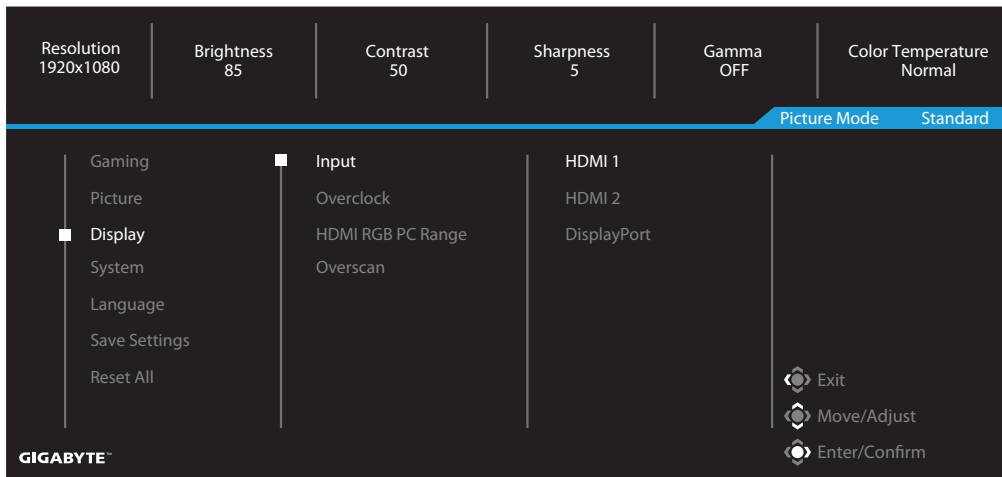 Resolution
1920x1080
Brightness
85
Contrast
50
Sharpness
5
Gamma
OFF
Color Temperature
Normal
Picture Mode Standard
Gaming
Picture
Display
System
Language
Save Settings
Reset All
Input
Overclock
HDMI RGB PC Range
Overscan
HDMI 1
HDMI 2
DisplayPort
Exit
Move/Adjust
Enter/Confirm
GIGABYTE™